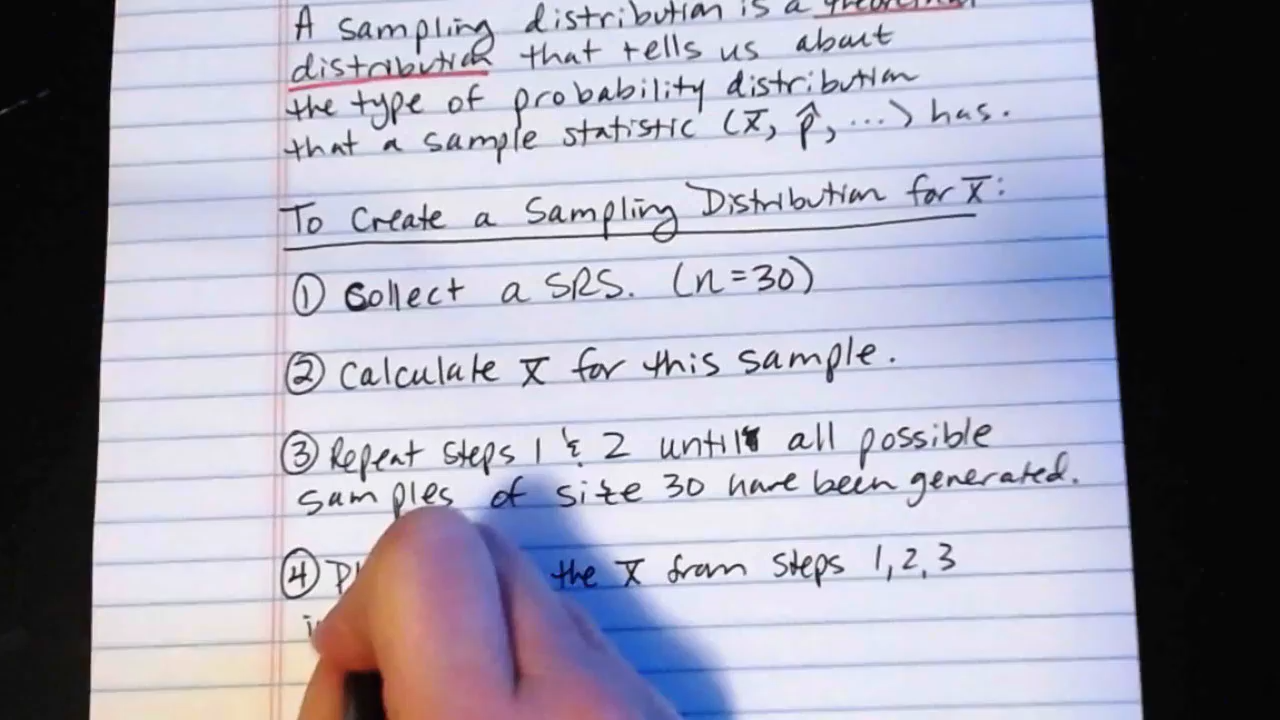 A sampling distribution is a theoretical
distribution that tells us about
the type of probability distribution
that a sample statistic (x̅, p̂, ...) has.
To Create a Sampling Distribution for x̅:
① Collect a SRS. (n=30)
② Calculate x̅ for this sample.
③ Repeat steps 1 & 2 until all possible
samples of size 30 have been generated.
④ the x̅ from steps 1,2,3